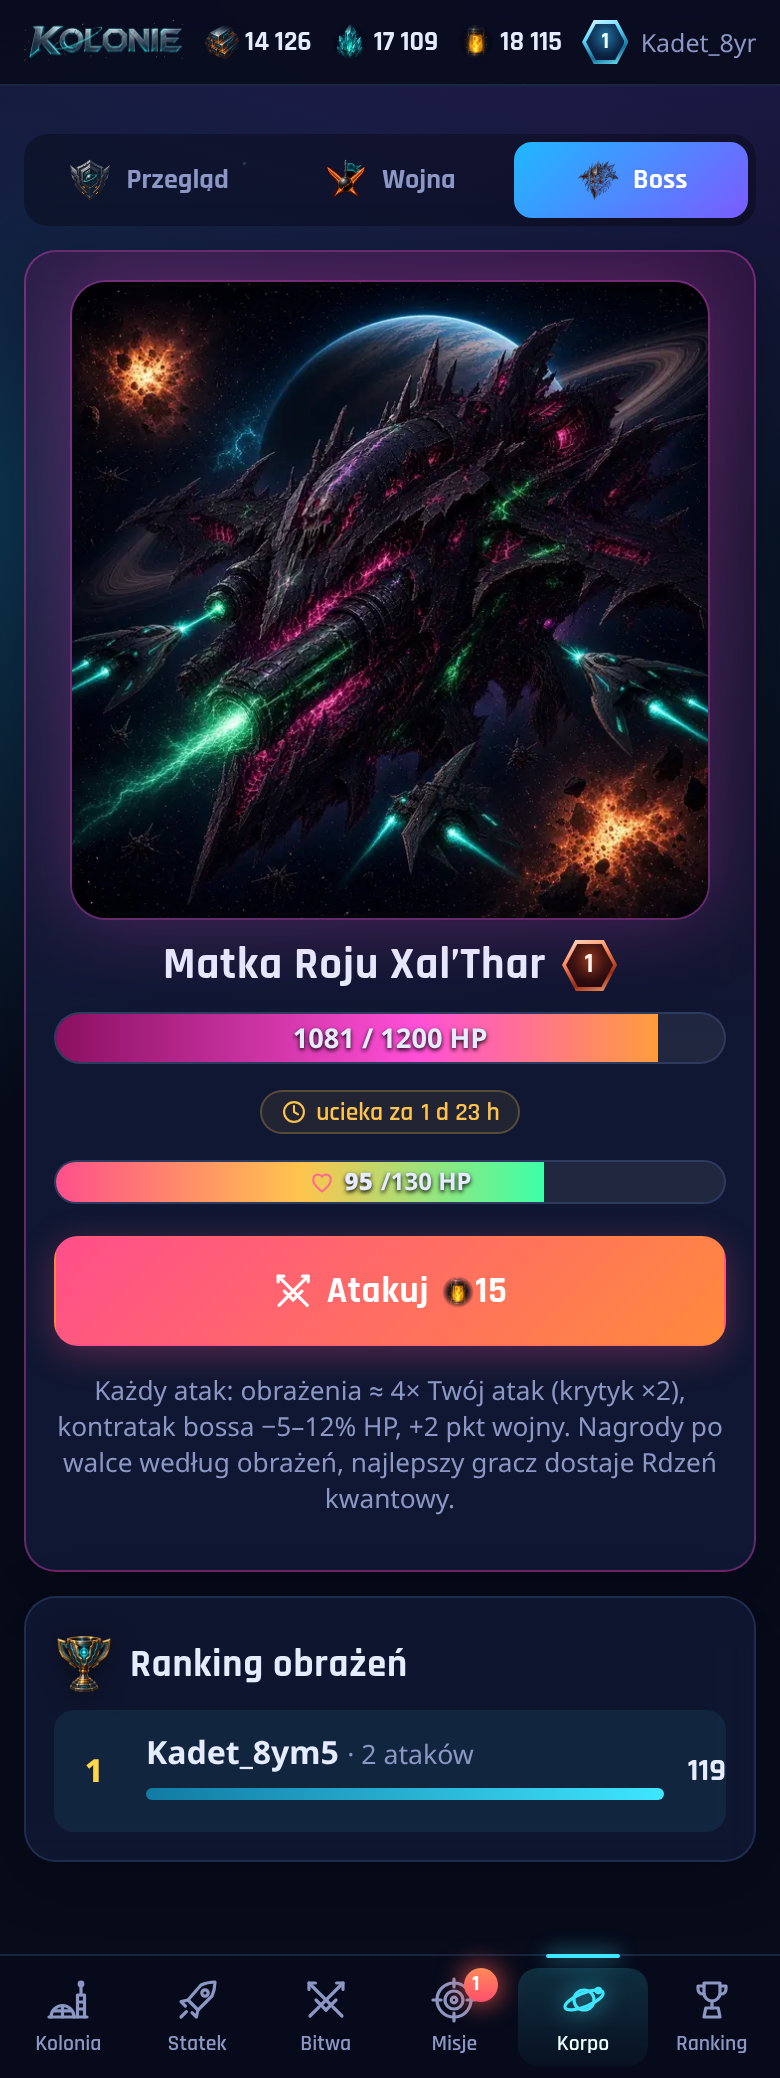 KOLONIE 14 126 17 109 18 115 1 Kadet_8yr
Przegląd Wojna Boss
Matka Roju Xal'Thar 1
1081 / 1200 HP
ucieka za 1 d 23 h
95 /130 HP
Atakuj 15
Każdy atak: obrażenia ≈ 4× Twój atak (krytyk ×2),
kontratak bossa −5–12% HP, +2 pkt wojny. Nagrody po
walce według obrażeń, najlepszy gracz dostaje Rdzeń
kwantowy.
Ranking obrażeń
1 Kadet_8ym5 · 2 ataków 119
1
Kolonia Statek Bitwa Misje Korpo Ranking